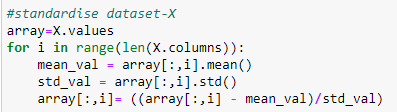 #standardise dataset-X
array=X.values
for i in range(len(X.columns)):
    mean_val = array[:,i].mean()
    std_val = array[:,i].std()
    array[:,i]= ((array[:,i] - mean_val)/std_val)